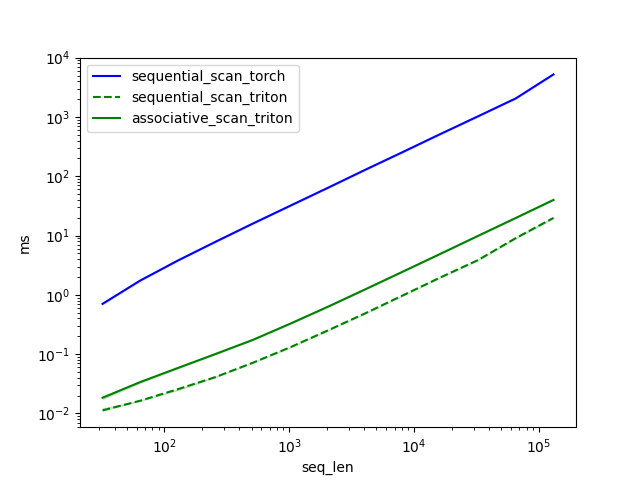 sequential_scan_torch
sequential_scan_triton
associative_scan_triton
10⁴
10³
10²
10¹
10⁰
10⁻¹
10⁻²
ms
10²
10³
10⁴
10⁵
seq_len